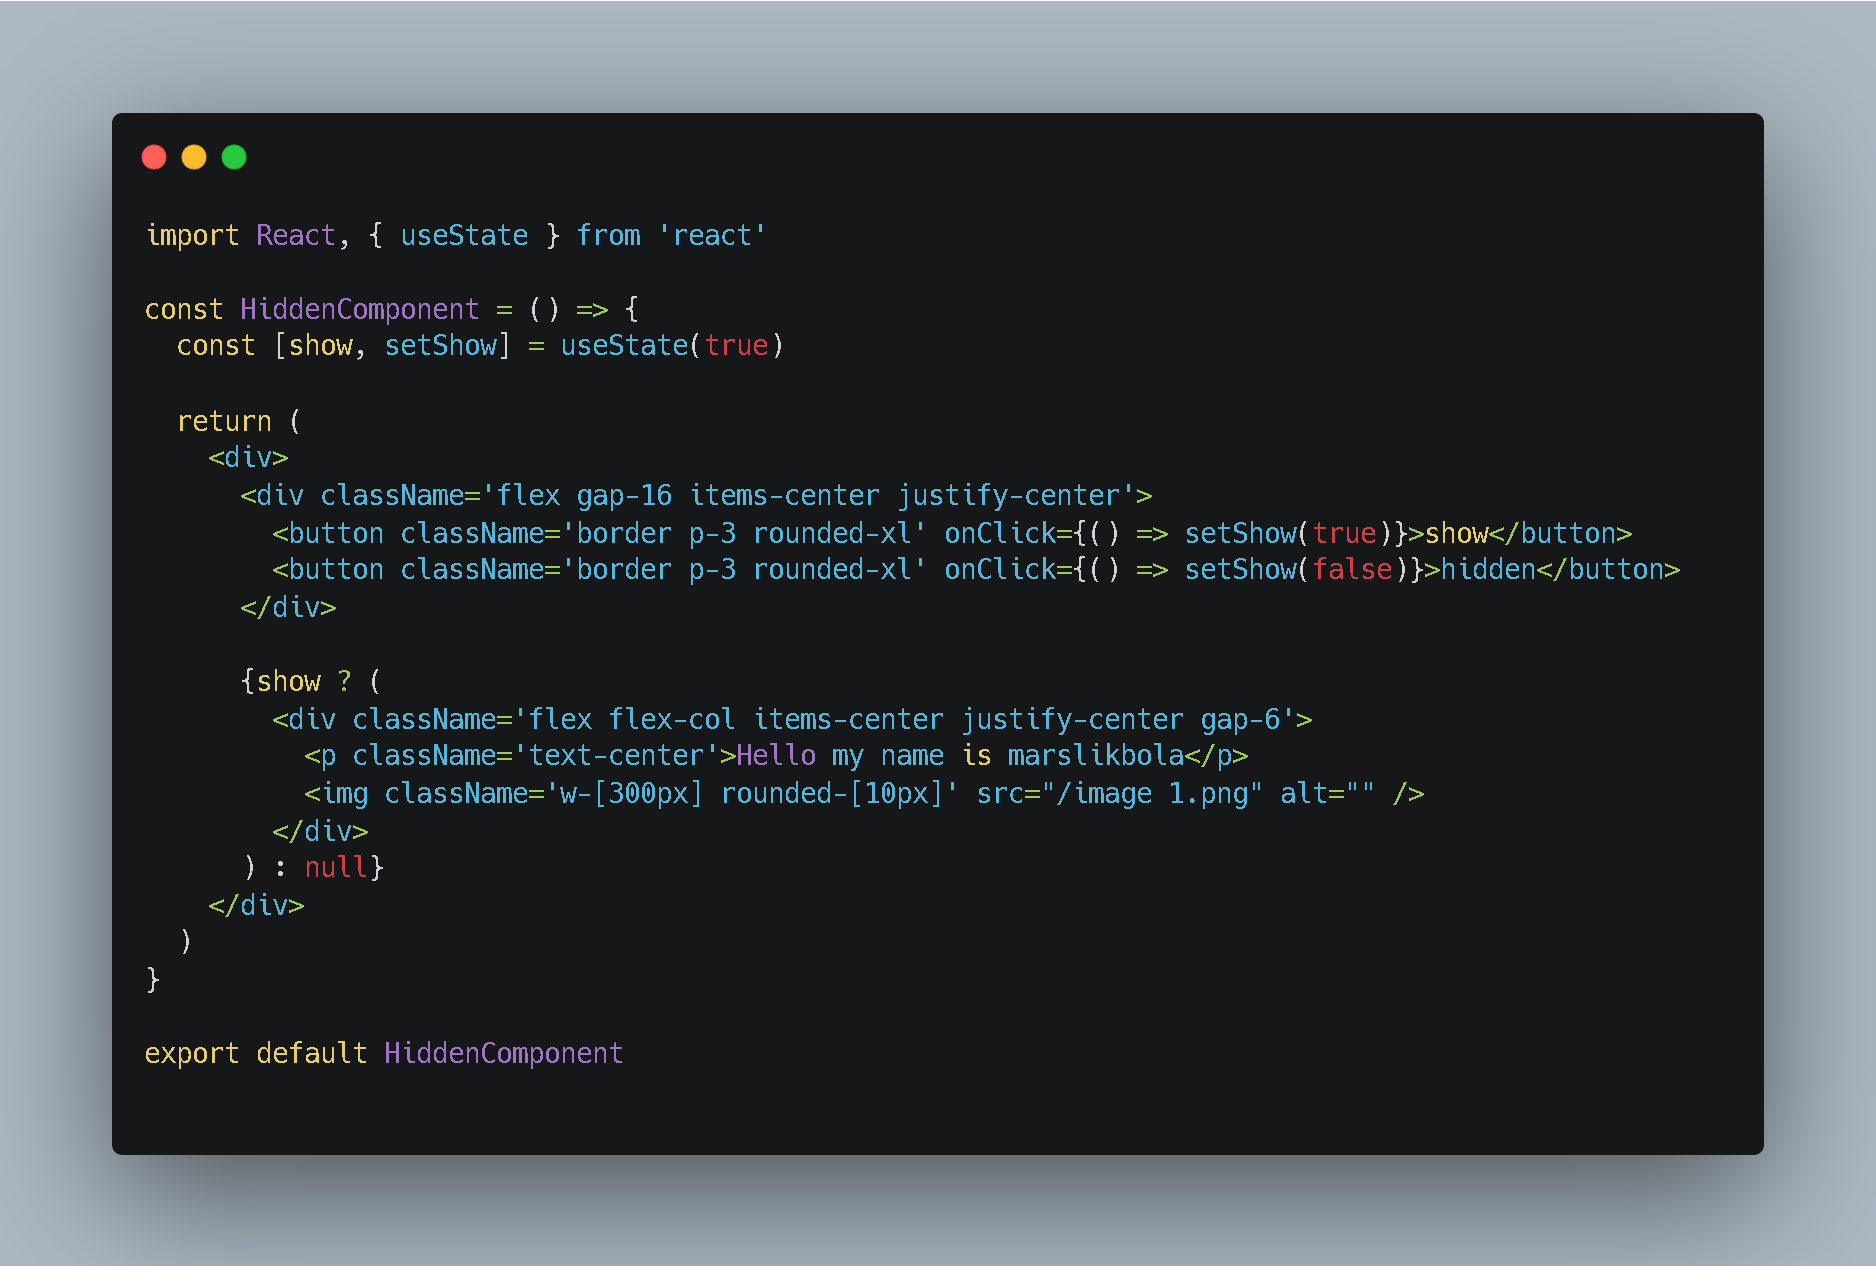 import React, { useState } from 'react'
const HiddenComponent = () => {
  const [show, setShow] = useState(true)
  return (
    <div>
      <div className='flex gap-16 items-center justify-center'>
        <button className='border p-3 rounded-xl' onClick={() => setShow(true)}>show</button>
        <button className='border p-3 rounded-xl' onClick={() => setShow(false)}>hidden</button>
      </div>
      {show ? (
        <div className='flex flex-col items-center justify-center gap-6'>
          <p className='text-center'>Hello my name is marslikbola</p>
          <img className='w-[300px] rounded-[10px]' src="/image 1.png" alt="" />
        </div>
      ) : null}
    </div>
  )
}
export default HiddenComponent